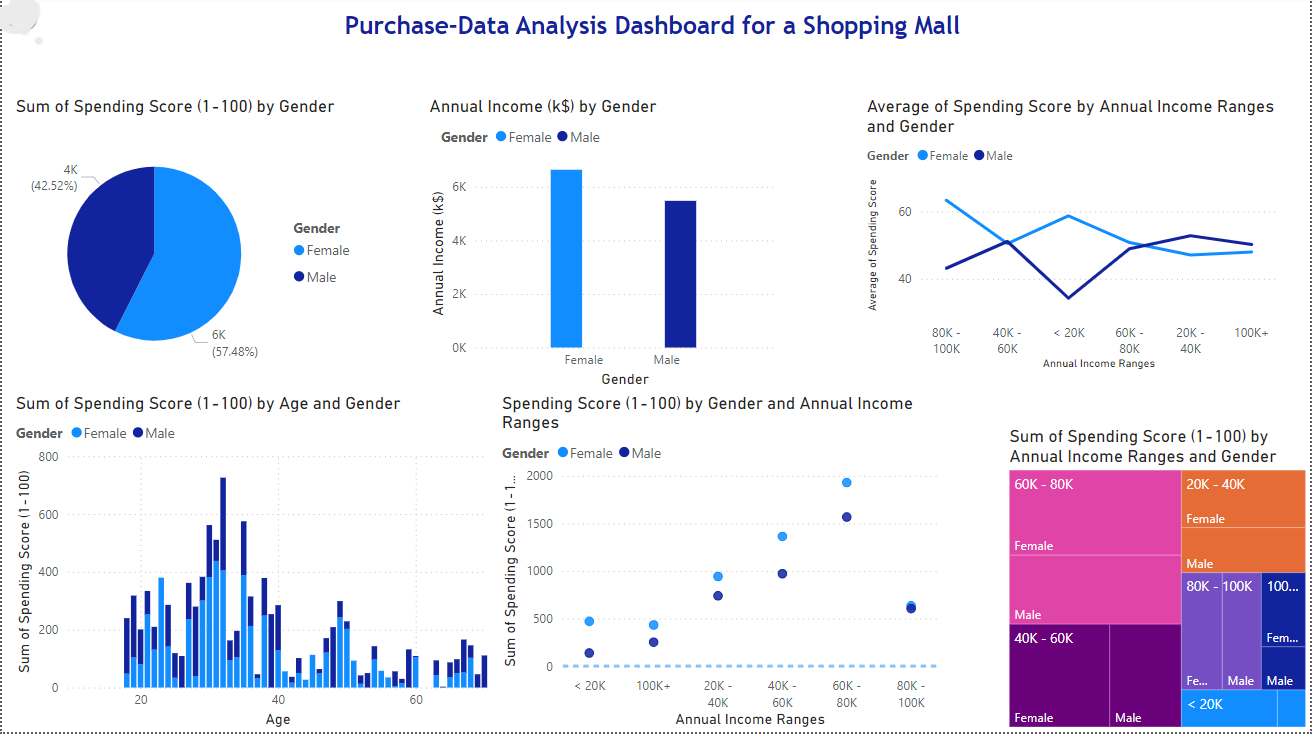 Purchase-Data Analysis Dashboard for a Shopping Mall
Sum of Spending Score (1-100) by Gender
4K
(42.52%)
6K
(57.48%)
Gender
Female
Male
Annual Income (k$) by Gender
Gender Female Male
Annual Income (k$)
6K
4K
2K
0K
Female Male
Gender
Average of Spending Score by Annual Income Ranges
and Gender
Gender Female Male
Average of Spending Score
60
40
80K - 40K - < 20K 60K - 20K - 100K+
100K 60K 80K 40K
Annual Income Ranges
Sum of Spending Score (1-100) by Age and Gender
Gender Female Male
Sum of Spending Score (1-100)
800
600
400
200
0
20 40 60
Age
Spending Score (1-100) by Gender and Annual Income
Ranges
Gender Female Male
Sum of Spending Score (1-1...
2000
1500
1000
500
0
< 20K 100K+ 20K - 40K - 60K - 80K -
40K 60K 80K 100K
Annual Income Ranges
Sum of Spending Score (1-100) by
Annual Income Ranges and Gender
60K - 80K
Female
Male
40K - 60K
Female Male
20K - 40K
Female
Male
80K - 100K
Fe... Male
100...
Fem...
Male
< 20K